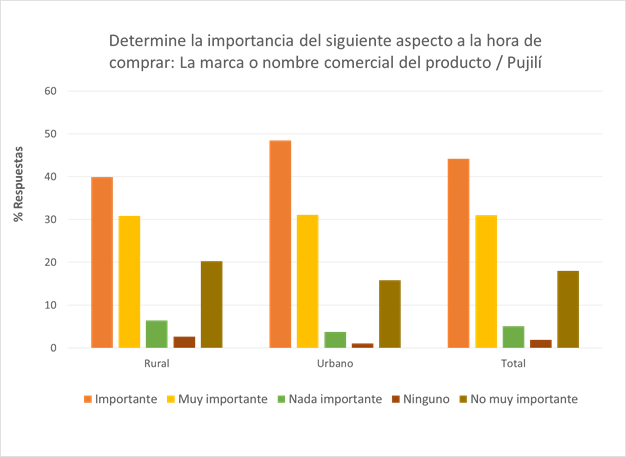 Determine la importancia del siguiente aspecto a la hora de
comprar: La marca o nombre comercial del producto / Pujilí
% Respuestas
60
50
40
30
20
10
0
Rural Urbano Total
Importante Muy importante Nada importante Ninguno No muy importante